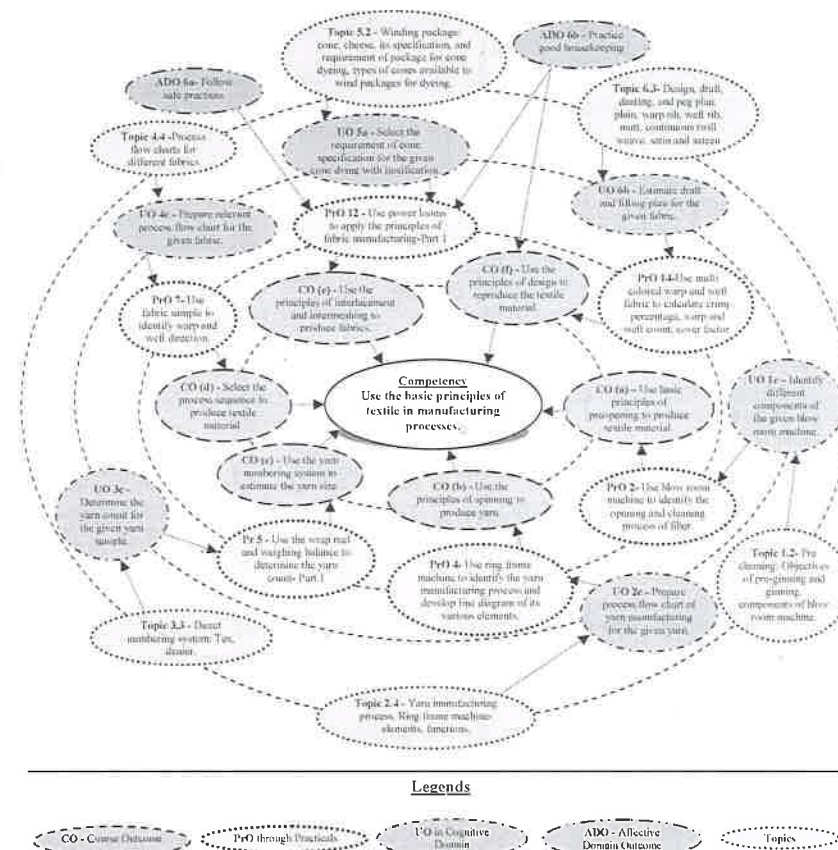 Topic 5.2 - Winding package
cone, cheese, its specification, and
requirement of package for cone
dyeing, types of cones available to
wind packages for dyeing.
ADO 6b - Practice
good housekeeping
ADO 6a- Follow
safe practices
Topic 6.3- Design, draft,
denting, and peg plan,
plain, warp rib, weft rib,
matt, continuous twill
weave, satin and sateen
Topic 4.4 -Process
flow charts for
different fabrics.
UO 5a - Select the
requirement of cone
specification for the given
cone dyeing with justification.
UO 6b - Estimate draft
and lifting plan for the
given fabric.
UO 4c - Prepare relevant
process flow chart for the
given fabric.
PrO 12 - Use power looms
to apply the principles of
fabric manufacturing-Part 1
CO (f) - Use the
principles of design to
reproduce the textile
material.
PrO 14-Use multi
colored warp and weft
fabric to calculate crimp
percentage, warp and
weft count, cover factor
CO (e) - Use the
principles of interlacement
and intermeshing to
produce fabrics.
PrO 7- Use
fabric sample to
identify warp and
weft direction.
Competency
Use the basic principles of
textile in manufacturing
processes.
CO (d) - Select the
process sequence to
produce textile
material
CO (a) - Use basic
principles of
pre-spinning to produce
textile material.
UO 1c - Identify
different
components of
the given blow
room machine.
CO (c) - Use the yarn
numbering system to
estimate the yarn size.
CO (b) - Use the
principles of spinning to
produce yarn.
PrO 2- Use blow room
machine to identify the
opening and cleaning
process of fiber.
UO 3c -
Determine the
yarn count for
the given yarn
sample.
Pr 5 - Use the wrap reel
and weighing balance to
determine the yarn
count- Part 1
PrO 4- Use ring frame
machine to identify the yarn
manufacturing process and
develop line diagram of its
various elements.
UO 2c - Prepare
process flow chart of
yarn manufacturing
for the given yarn.
Topic 1.2- Pre
cleaning: Objectives
of pre-ginning and
ginning,
components of blow
room machine.
Topic 3.3 - Direct
numbering system: Tex,
denier.
Topic 2.4 - Yarn manufacturing
process, Ring frame machines
elements, functions.
Legends
CO - Course Outcome
PrO through Practicals
UO in Cognitive
Domain
ADO - Affective
Domain Outcome
Topics